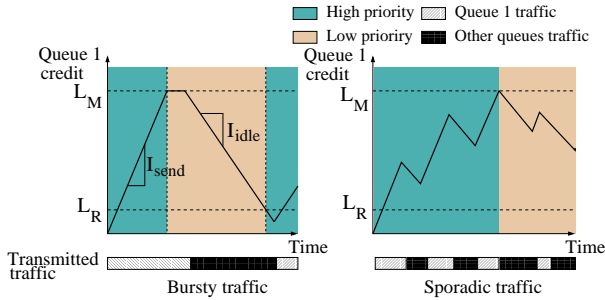 High priority
Queue 1 traffic
Low prioriry
Other queues traffic
Queue 1
credit
L_M
I_send
I_idle
L_R
Time
Queue 1
credit
L_M
L_R
Time
Transmitted
traffic
Bursty traffic
Sporadic traffic